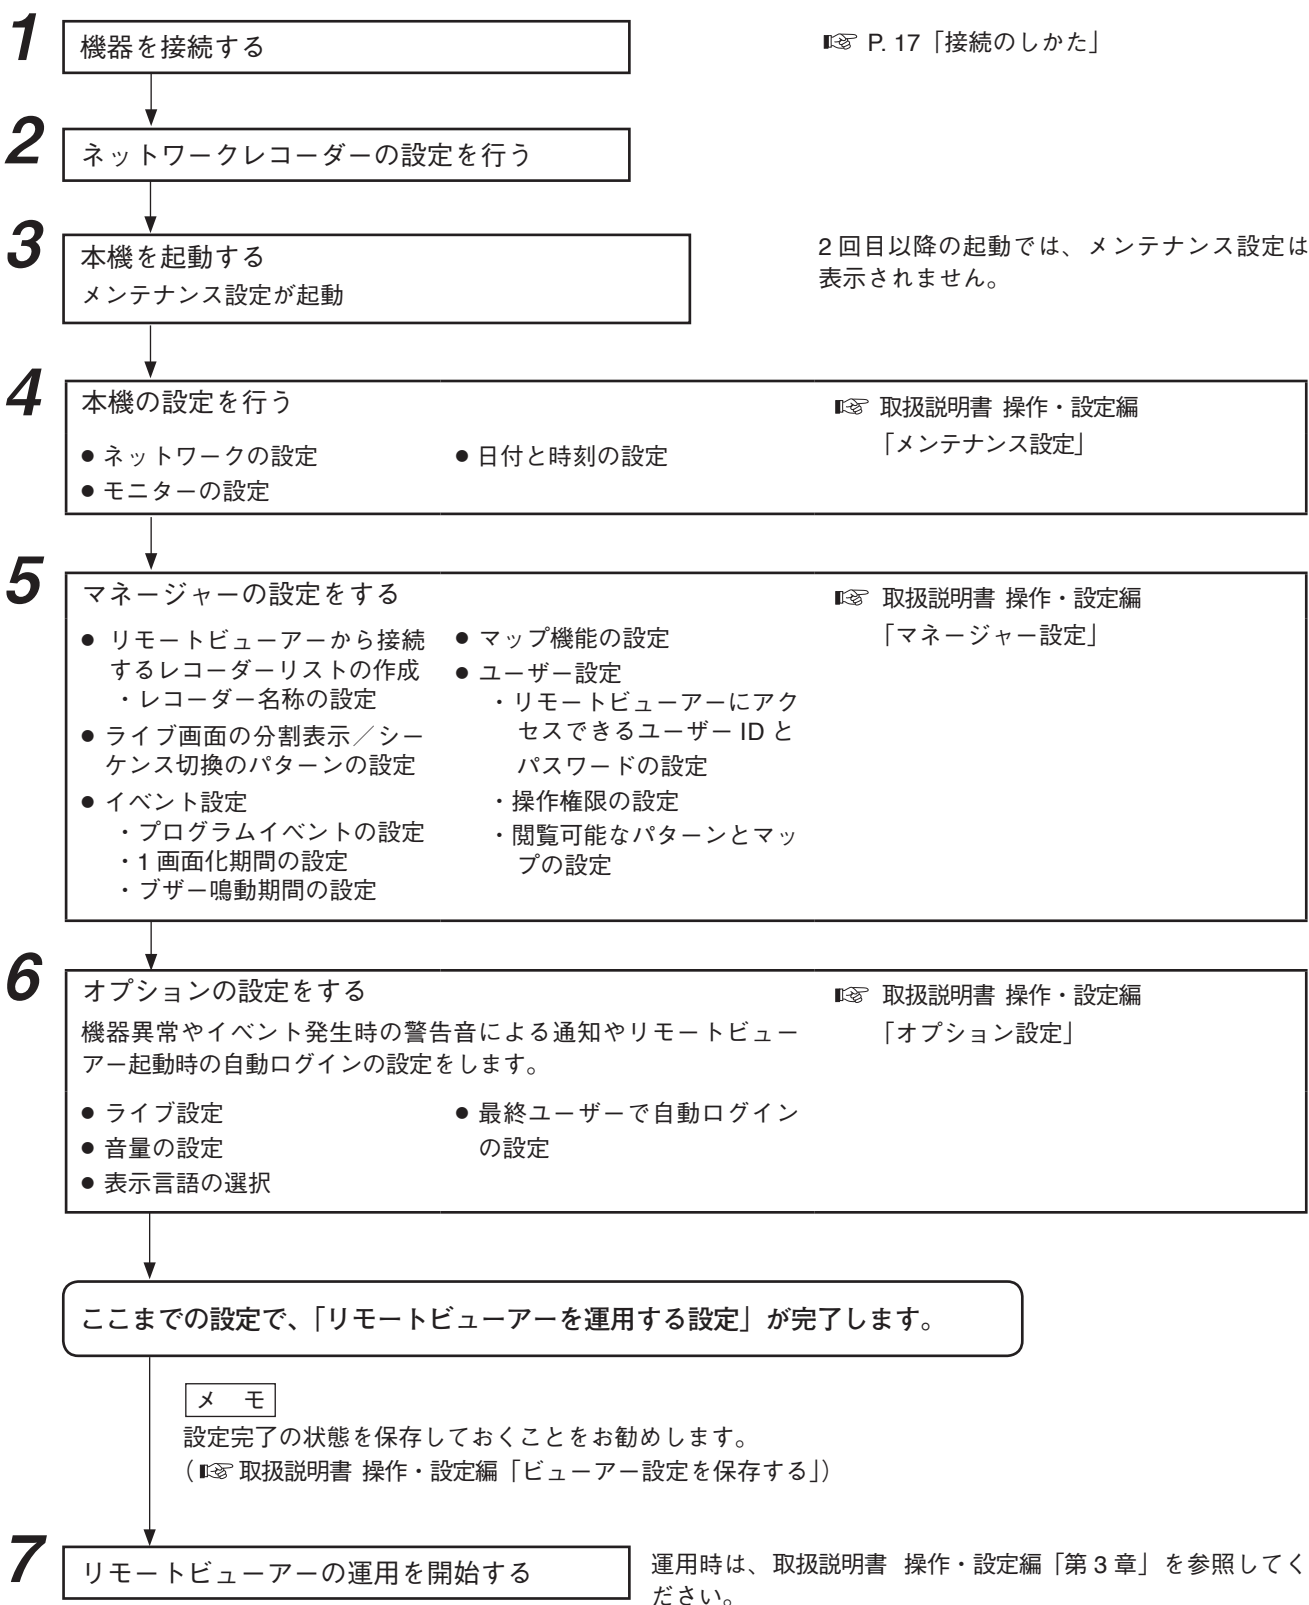 1
機器を接続する
☞ P. 17「接続のしかた」
2
ネットワークレコーダーの設定を行う
3
本機を起動する
メンテナンス設定が起動
2 回目以降の起動では、メンテナンス設定は
表示されません。
4
本機の設定を行う
● ネットワークの設定
● モニターの設定
● 日付と時刻の設定
☞ 取扱説明書 操作・設定編
「メンテナンス設定」
5
マネージャーの設定をする
● リモートビューアーから接続
するレコーダーリストの作成
・レコーダー名称の設定
● ライブ画面の分割表示／シー
ケンス切換のパターンの設定
● イベント設定
・プログラムイベントの設定
・1 画面化期間の設定
・ブザー鳴動期間の設定
● マップ機能の設定
● ユーザー設定
・リモートビューアーにアク
セスできるユーザー ID と
パスワードの設定
・操作権限の設定
・閲覧可能なパターンとマッ
プの設定
☞ 取扱説明書 操作・設定編
「マネージャー設定」
6
オプションの設定をする
機器異常やイベント発生時の警告音による通知やリモートビュー
アー起動時の自動ログインの設定をします。
● ライブ設定
● 音量の設定
● 表示言語の選択
● 最終ユーザーで自動ログイン
の設定
☞ 取扱説明書 操作・設定編
「オプション設定」
ここまでの設定で、「リモートビューアーを運用する設定」が完了します。
メ モ
設定完了の状態を保存しておくことをお勧めします。
（☞ 取扱説明書 操作・設定編「ビューアー設定を保存する」）
7
リモートビューアーの運用を開始する
運用時は、取扱説明書 操作・設定編「第 3 章」を参照してく
ださい。